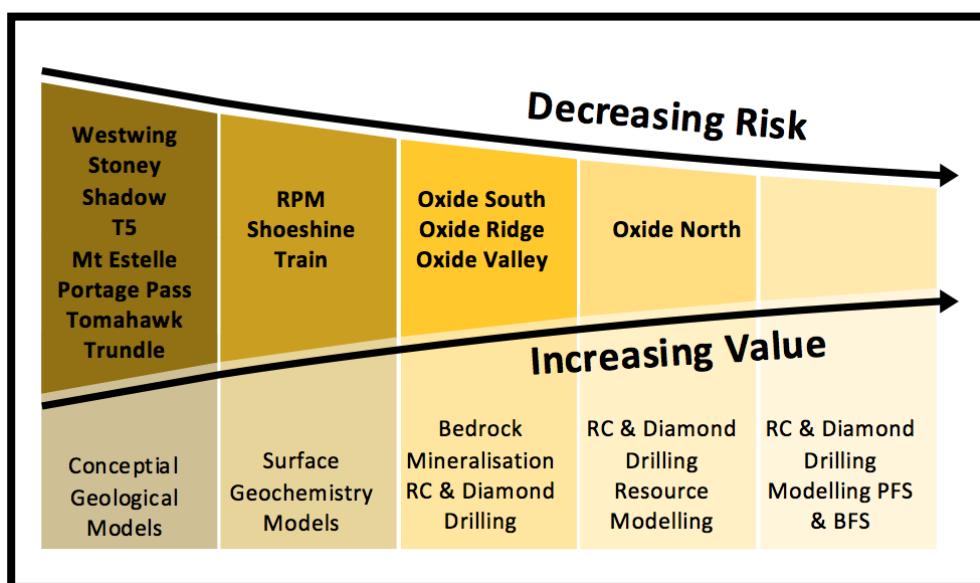 Decreasing Risk
Westwing
Stoney
Shadow
T5
Mt Estelle
Portage Pass
Tomahawk
Trundle
RPM
Shoeshine
Train
Oxide South
Oxide Ridge
Oxide Valley
Oxide North
Increasing Value
Conceptial
Geological
Models
Surface
Geochemistry
Models
Bedrock
Mineralisation
RC & Diamond
Drilling
RC & Diamond
Drilling
Resource
Modelling
RC & Diamond
Drilling
Modelling PFS
& BFS